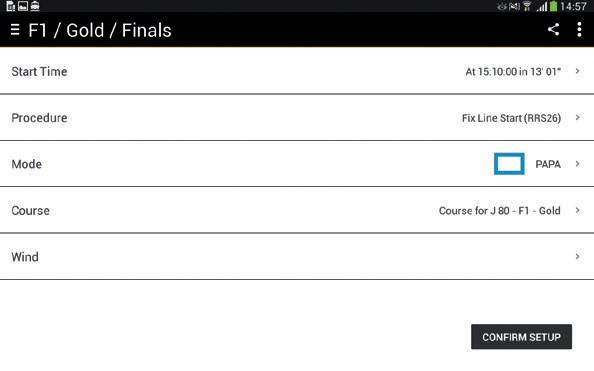 14:57
F1 / Gold / Finals
Start Time At 15:10:00 in 13' 01"
Procedure Fix Line Start (RRS26)
Mode PAPA
Course Course for J 80 - F1 - Gold
Wind
CONFIRM SETUP